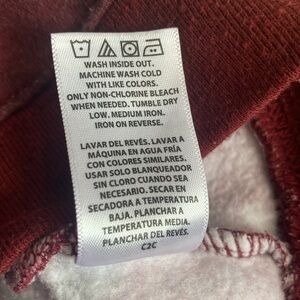 WASH INSIDE OUT.
MACHINE WASH COLD
WITH LIKE COLORS.
ONLY NON-CHLORINE BLEACH
WHEN NEEDED. TUMBLE DRY
LOW. MEDIUM IRON.
IRON ON REVERSE.
LAVAR DEL REVÉS. LAVAR A
MÁQUINA EN AGUA FRÍA
CON COLORES SIMILARES.
USAR SOLO BLANQUEADOR
SIN CLORO CUANDO SEA
NECESARIO. SECAR EN
SECADORA A TEMPERATURA
BAJA. PLANCHAR A
TEMPERATURA MEDIA.
PLANCHAR DEL REVÉS.
C2C